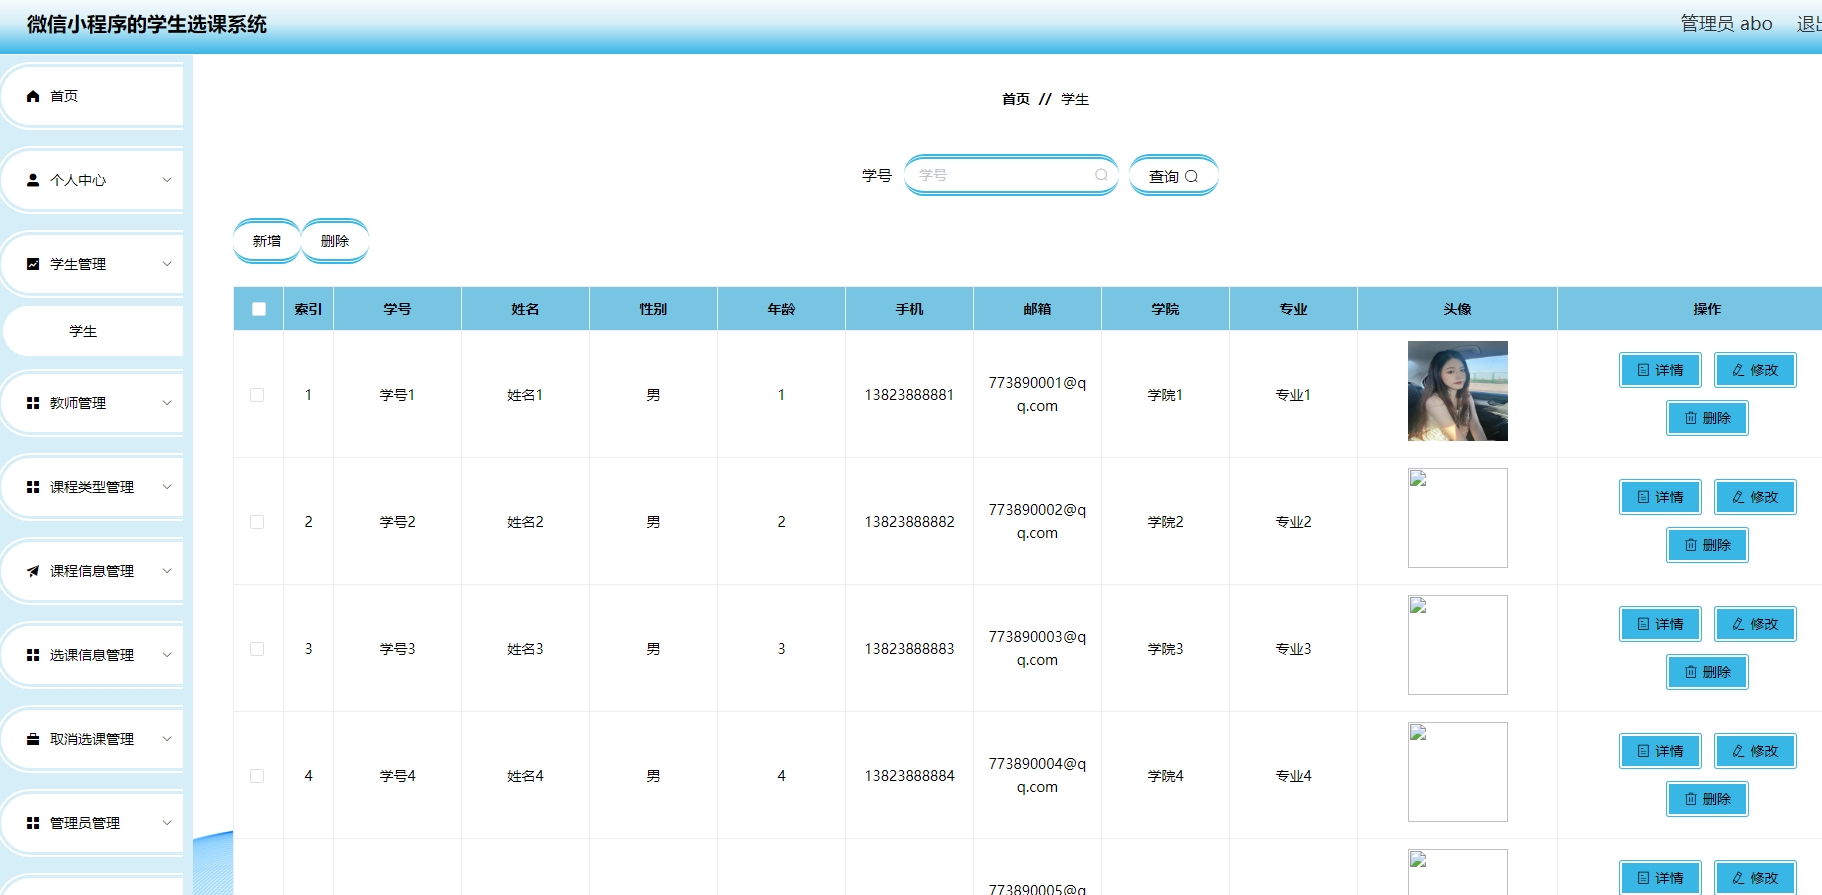 微信小程序的学生选课系统
管理员 abo
退出
首页
个人中心
学生管理
学生
教师管理
课程类型管理
课程信息管理
选课信息管理
取消选课管理
管理员管理
首页 // 学生
学号 学号 查询
新增 删除
索引 学号 姓名 性别 年龄 手机 邮箱 学院 专业 头像 操作
1 学号1 姓名1 男 1 13823888881 773890001@q
q.com 学院1 专业1 详情 修改
删除
2 学号2 姓名2 男 2 13823888882 773890002@q
q.com 学院2 专业2 详情 修改
删除
3 学号3 姓名3 男 3 13823888883 773890003@q
q.com 学院3 专业3 详情 修改
删除
4 学号4 姓名4 男 4 13823888884 773890004@q
q.com 学院4 专业4 详情 修改
删除
773890005@q 详情 修改